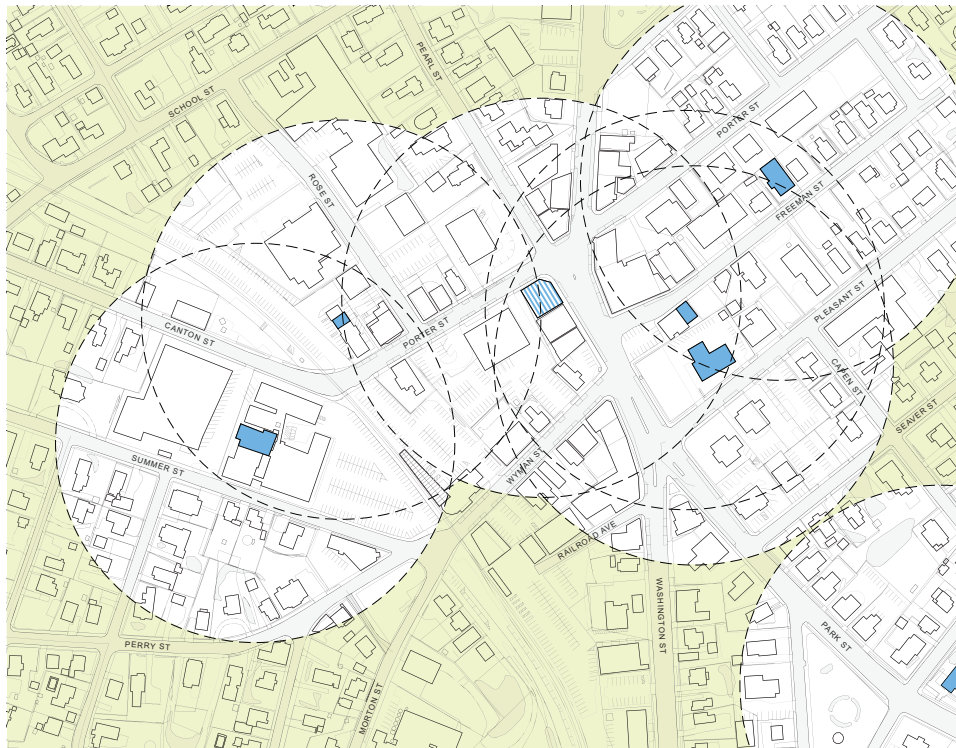 PEARL ST
SCHOOL ST
PORTER ST
ROSE ST
FREEMAN ST
PLEASANT ST
CANTON ST
PORTER ST
CAPEN ST
SEAVER ST
SUMMER ST
WYMAN ST
RAILROAD AVE
WASHINGTON ST
PARK ST
PERRY ST
MORTON ST